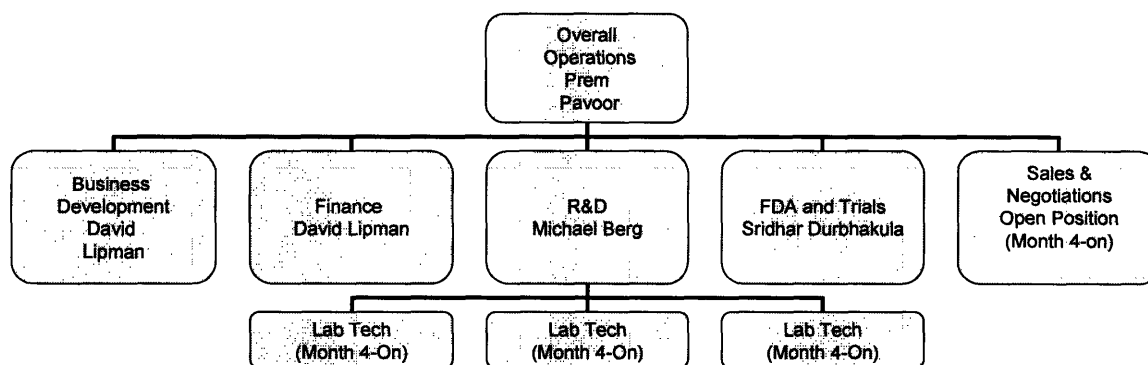 Overall
Operations
Prem
Pavoor
Business
Development
David
Lipman
Finance
David Lipman
R&D
Michael Berg
FDA and Trials
Sridhar Durbhakula
Sales &
Negotiations
Open Position
(Month 4-on)
Lab Tech
(Month 4-On)
Lab Tech
(Month 4-On)
Lab Tech
(Month 4-On)